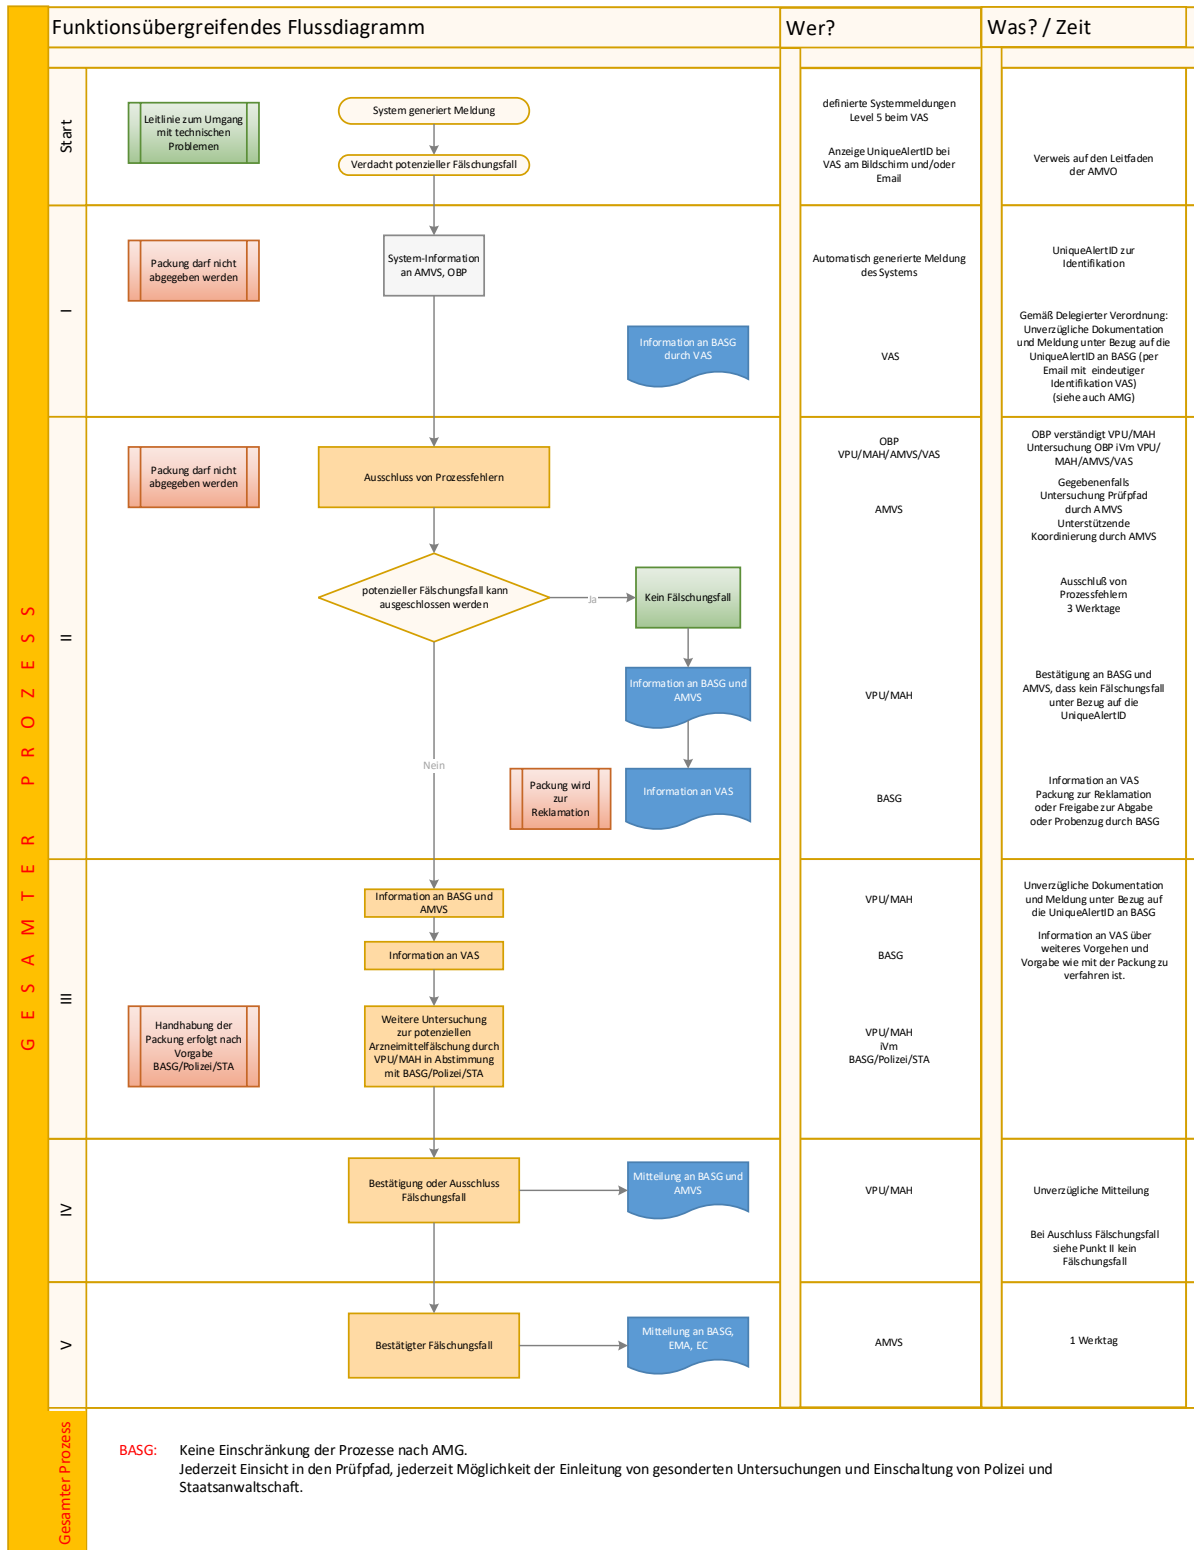 Funktionsübergreifendes Flussdiagramm
Wer?
Was? / Zeit
GESAMTER PROZESS
Start
Leitlinie zum Umgang
mit technischen
Problemen
System generiert Meldung
Verdacht potenzieller Fälschungsfall
definierte Systemmeldungen
Level 5 beim VAS
Anzeige UniqueAlertID bei
VAS am Bildschirm und/oder
Email
Verweis auf den Leitfaden
der AMVO
I
Packung darf nicht
abgegeben werden
System-Information
an AMVS, OBP
Information an BASG
durch VAS
Automatisch generierte Meldung
des Systems
VAS
UniqueAlertID zur
Identifikation
Gemäß Delegierter Verordnung:
Unverzügliche Dokumentation
und Meldung unter Bezug auf die
UniqueAlertID an BASG (per
Email mit eindeutiger
Identifikation VAS)
(siehe auch AMG)
II
Packung darf nicht
abgegeben werden
Ausschluss von Prozessfehlern
potenzieller Fälschungsfall kann
ausgeschlossen werden
Ja
Kein Fälschungsfall
Information an BASG und
AMVS
Nein
Packung wird
zur
Reklamation
Information an VAS
OBP
VPU/MAH/AMVS/VAS
AMVS
VPU/MAH
BASG
OBP verständigt VPU/MAH
Untersuchung OBP iVm VPU/
MAH/AMVS/VAS
Gegebenenfalls
Untersuchung Prüfpfad
durch AMVS
Unterstützende
Koordinierung durch AMVS
Ausschluß von
Prozessfehlern
3 Werktage
Bestätigung an BASG und
AMVS, dass kein Fälschungsfall
unter Bezug auf die
UniqueAlertID
Information an VAS
Packung zur Reklamation
oder Freigabe zur Abgabe
oder Probenzug durch BASG
III
Information an BASG und
AMVS
Information an VAS
Handhabung der
Packung erfolgt nach
Vorgabe
BASG/Polizei/STA
Weitere Untersuchung
zur potenziellen
Arzneimittelfälschung durch
VPU/MAH in Abstimmung
mit BASG/Polizei/STA
VPU/MAH
BASG
VPU/MAH
iVm
BASG/Polizei/STA
Unverzügliche Dokumentation
und Meldung unter Bezug auf
die UniqueAlertID an BASG
Information an VAS über
weiteres Vorgehen und
Vorgabe wie mit der Packung zu
verfahren ist.
IV
Bestätigung oder Ausschluss
Fälschungsfall
Mitteilung an BASG und
AMVS
VPU/MAH
Unverzügliche Mitteilung
Bei Auschluss Fälschungsfall
siehe Punkt II kein
Fälschungsfall
V
Bestätigter Fälschungsfall
Mitteilung an BASG,
EMA, EC
AMVS
1 Werktag
Gesamter Prozess
BASG: Keine Einschränkung der Prozesse nach AMG.
Jederzeit Einsicht in den Prüfpfad, jederzeit Möglichkeit der Einleitung von gesonderten Untersuchungen und Einschaltung von Polizei und
Staatsanwaltschaft.